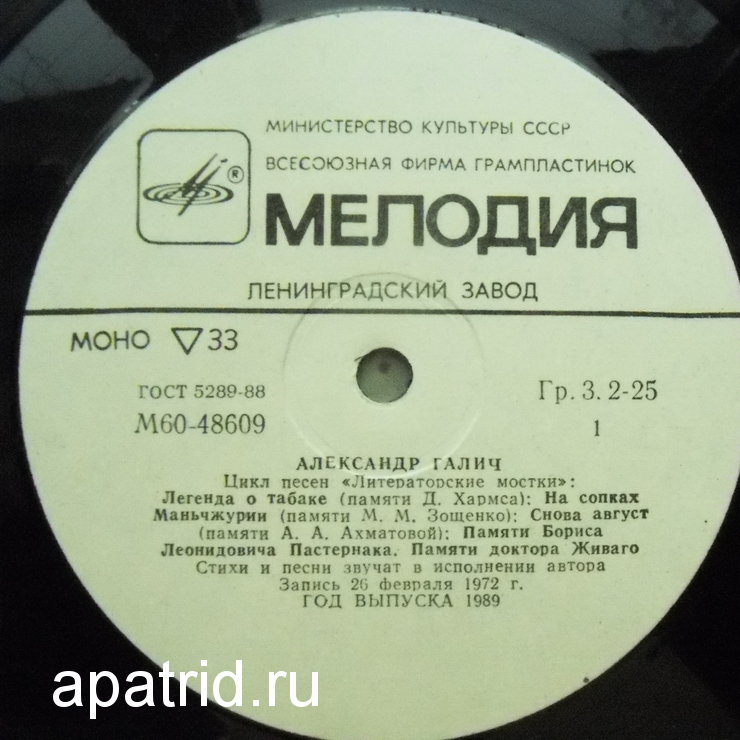 МИНИСТЕРСТВО КУЛЬТУРЫ СССР
ВСЕСОЮЗНАЯ ФИРМА ГРАМПЛАСТИНОК
®
МЕЛОДИЯ
ЛЕНИНГРАДСКИЙ ЗАВОД
МОНО ▽33
ГОСТ 5289-88
Гр. 3. 2-25
М60-48609
1
АЛЕКСАНДР ГАЛИЧ
Цикл песен «Литераторские мостки»:
Легенда о табаке (памяти Д. Хармса); На сопках
Маньчжурии (памяти М. М. Зощенко); Снова август
(памяти А. А. Ахматовой); Памяти Бориса
Леонидовича Пастернака. Памяти доктора Живаго
Стихи и песни звучат в исполнении автора
Запись 26 февраля 1972 г.
ГОД ВЫПУСКА 1989
apatrid.ru